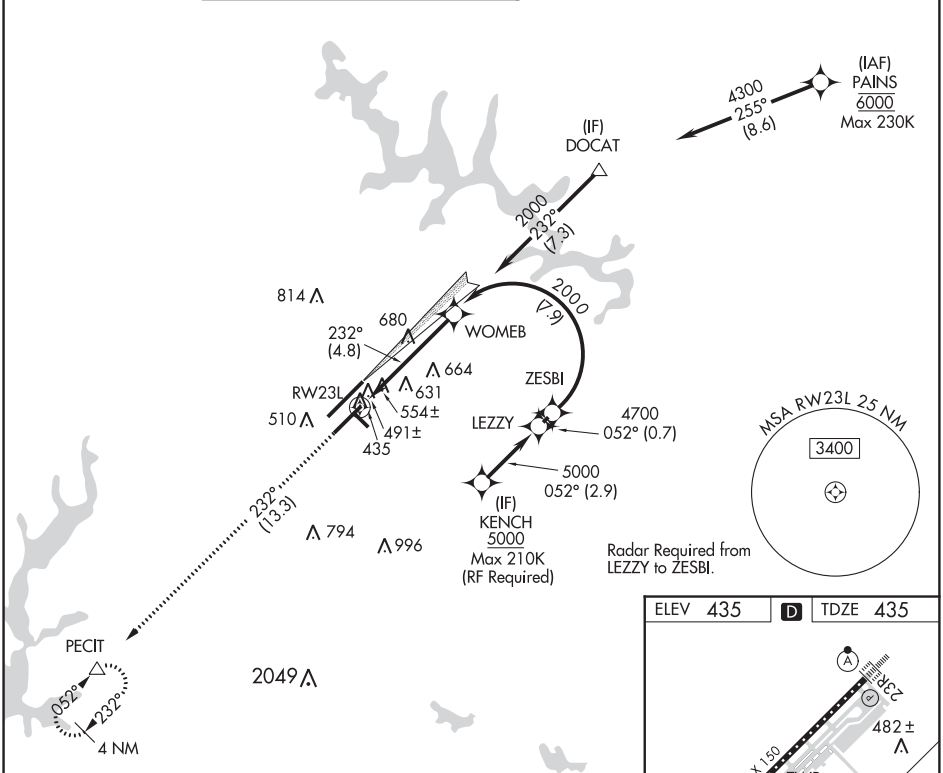 (IAF)
PAINS
6000
Max 230K
4300
255°
(8.6)
(IF)
DOCAT
2000
232°
(7.3)
814
680
232°
(4.8)
WOMEB
2000
(7.9)
664
631
RW23L
554±
491±
435
510
ZESBI
LEZZY
4700
052° (0.7)
5000
052° (2.9)
(IF)
KENCH
5000
Max 210K
(RF Required)
MSA RW23L 25 NM
3400
Radar Required from
LEZZY to ZESBI.
232°
(13.3)
794
996
PECIT
052°
232°
4 NM
2049
ELEV 435 D TDZE 435
A
23R
P
482±
X 150